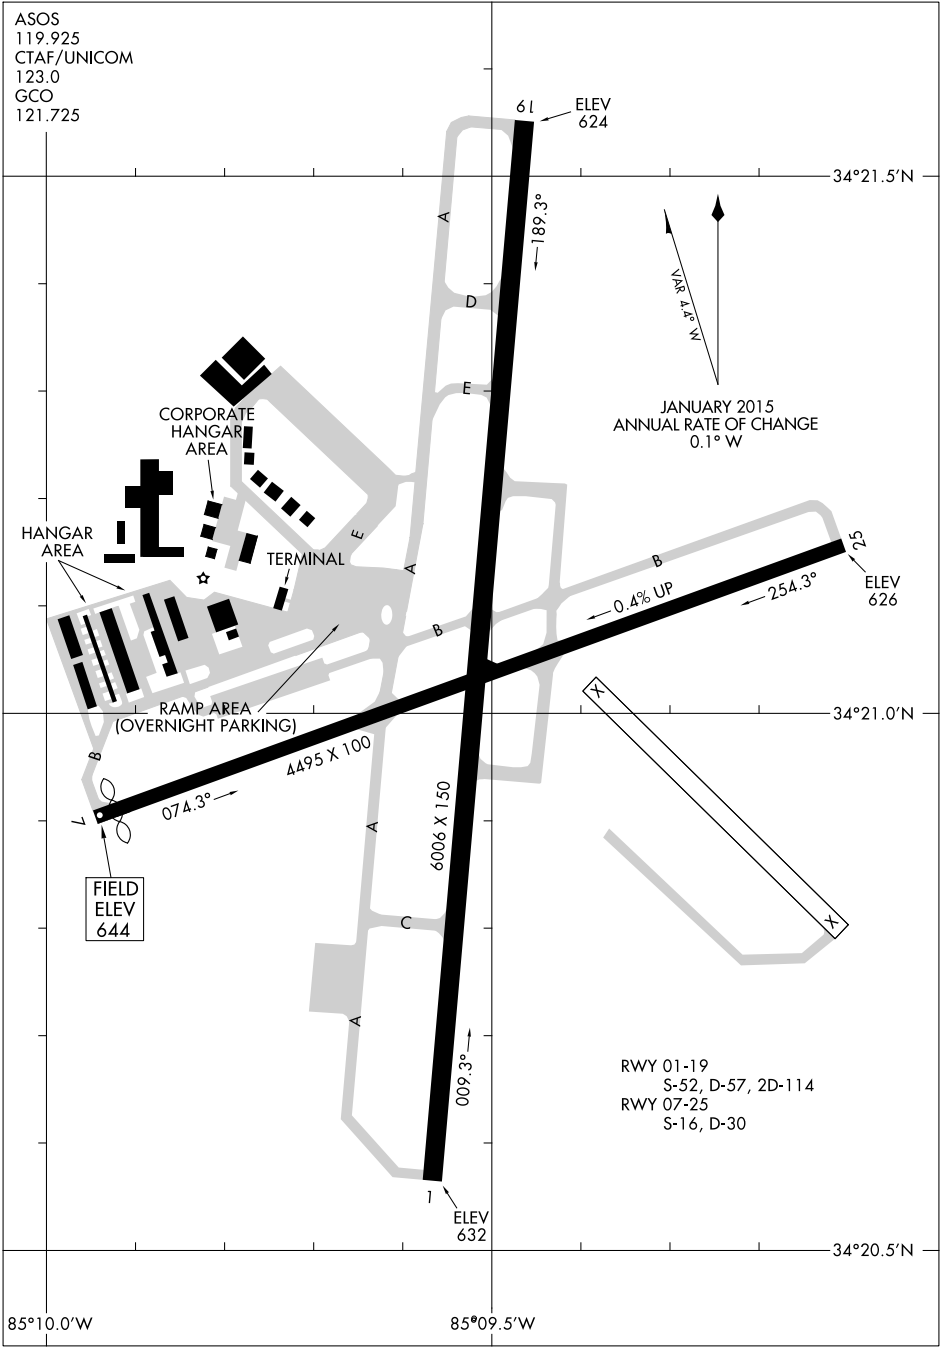 ASOS
119.925
CTAF/UNICOM
123.0
GCO
121.725
19
ELEV
624
34°21.5'N
A
189.3°
D
VAR 4.4° W
E
JANUARY 2015
ANNUAL RATE OF CHANGE
0.1° W
CORPORATE
HANGAR
AREA
HANGAR
AREA
E
TERMINAL
A
B
25
ELEV
626
0.4% UP
254.3°
B
RAMP AREA
(OVERNIGHT PARKING)
X
34°21.0'N
B
4495 X 100
074.3°
7
6006 X 150
A
FIELD
ELEV
644
C
X
A
009.3°
RWY 01-19
S-52, D-57, 2D-114
RWY 07-25
S-16, D-30
1
ELEV
632
34°20.5'N
85°10.0'W
85°09.5'W